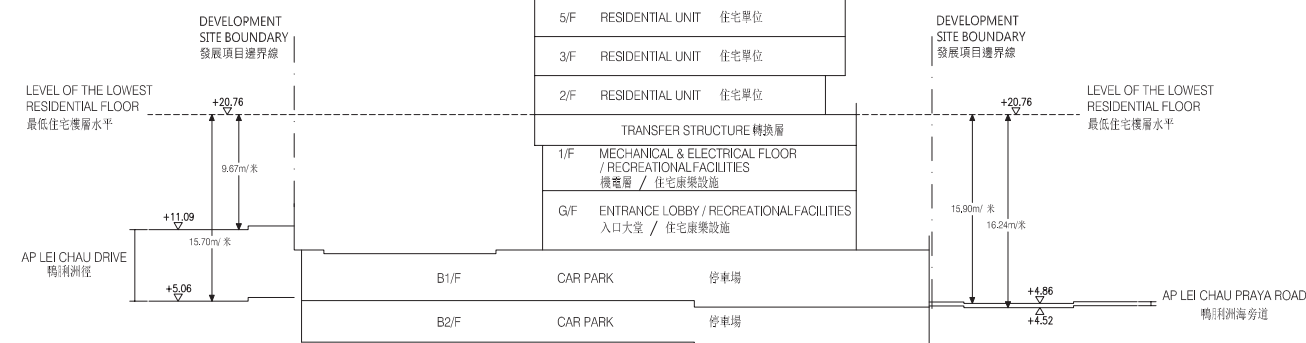 5/F RESIDENTIAL UNIT 住宅單位
DEVELOPMENT
SITE BOUNDARY
發展項目邊界線
DEVELOPMENT
SITE BOUNDARY
發展項目邊界線
3/F RESIDENTIAL UNIT 住宅單位
2/F RESIDENTIAL UNIT 住宅單位
LEVEL OF THE LOWEST
RESIDENTIAL FLOOR
最低住宅樓層水平
+20.76
+20.76
LEVEL OF THE LOWEST
RESIDENTIAL FLOOR
最低住宅樓層水平
TRANSFER STRUCTURE 轉換層
1/F MECHANICAL & ELECTRICAL FLOOR
/ RECREATIONAL FACILITIES
機電層 / 住宅康樂設施
9.67m/米
G/F ENTRANCE LOBBY / RECREATIONAL FACILITIES
入口大堂 / 住宅康樂設施
+11.09
15.70m/米
15.90m/米
16.24m/米
AP LEI CHAU DRIVE
鴨脷洲徑
+5.06
B1/F CAR PARK 停車場
+4.86
+4.52
AP LEI CHAU PRAYA ROAD
鴨脷洲海旁道
B2/F CAR PARK 停車場